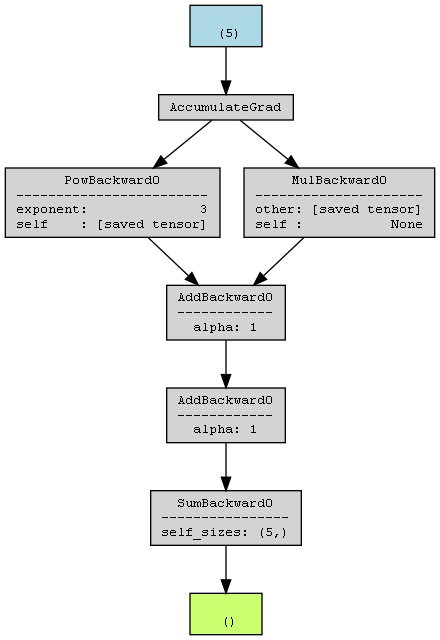 (5)
AccumulateGrad
PowBackward0
------------------------
exponent:              3
self    : [saved tensor]
MulBackward0
---------------------
other: [saved tensor]
self :           None
AddBackward0
------------
alpha: 1
AddBackward0
------------
alpha: 1
SumBackward0
----------------
self_sizes: (5,)
()